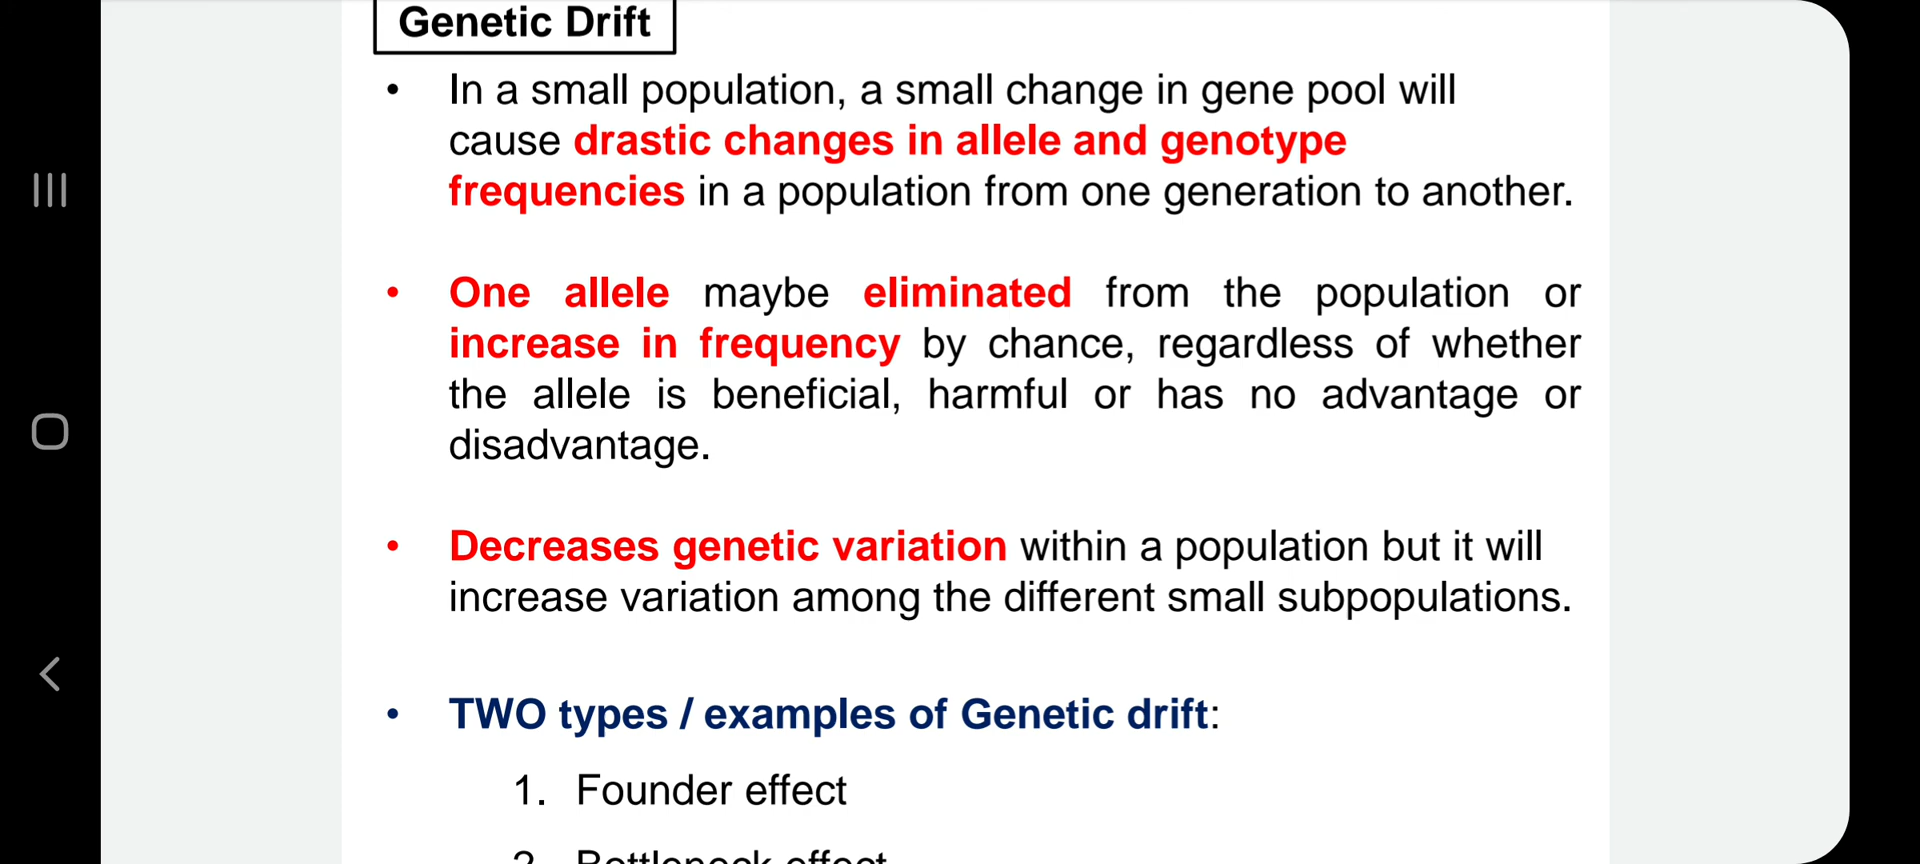 Genetic Drift
• In a small population, a small change in gene pool will
cause drastic changes in allele and genotype
frequencies in a population from one generation to another.
• One allele maybe eliminated from the population or
increase in frequency by chance, regardless of whether
the allele is beneficial, harmful or has no advantage or
disadvantage.
• Decreases genetic variation within a population but it will
increase variation among the different small subpopulations.
• TWO types / examples of Genetic drift:
1. Founder effect
2. Bottleneck effect